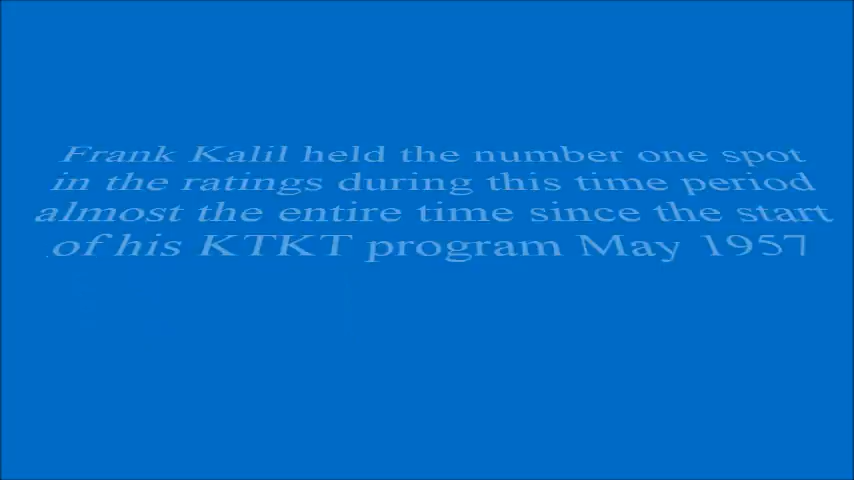 Frank Kalil held the number one spot
in the ratings during this time period
almost the entire time since the start
of his KTKT program May 1957